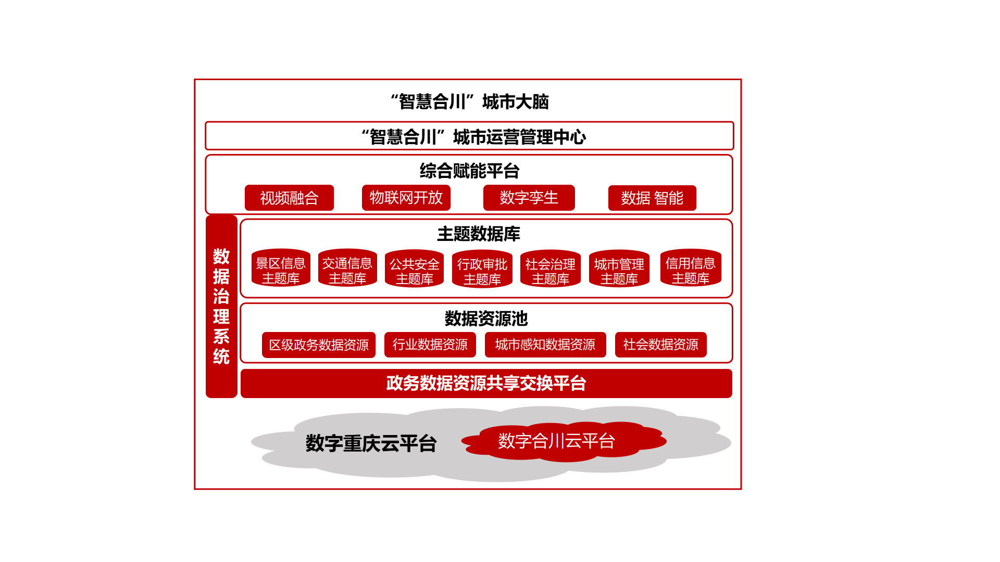 “智慧合川”城市大脑
“智慧合川”城市运营管理中心
综合赋能平台
视频融合
物联网开放
数字孪生
数据 智能
数据治理系统
主题数据库
景区信息
主题库
交通信息
主题库
公共安全
主题库
行政审批
主题库
社会治理
主题库
城市管理
主题库
信用信息
主题库
数据资源池
区级政务数据资源
行业数据资源
城市感知数据资源
社会数据资源
政务数据资源共享交换平台
数字重庆云平台
数字合川云平台